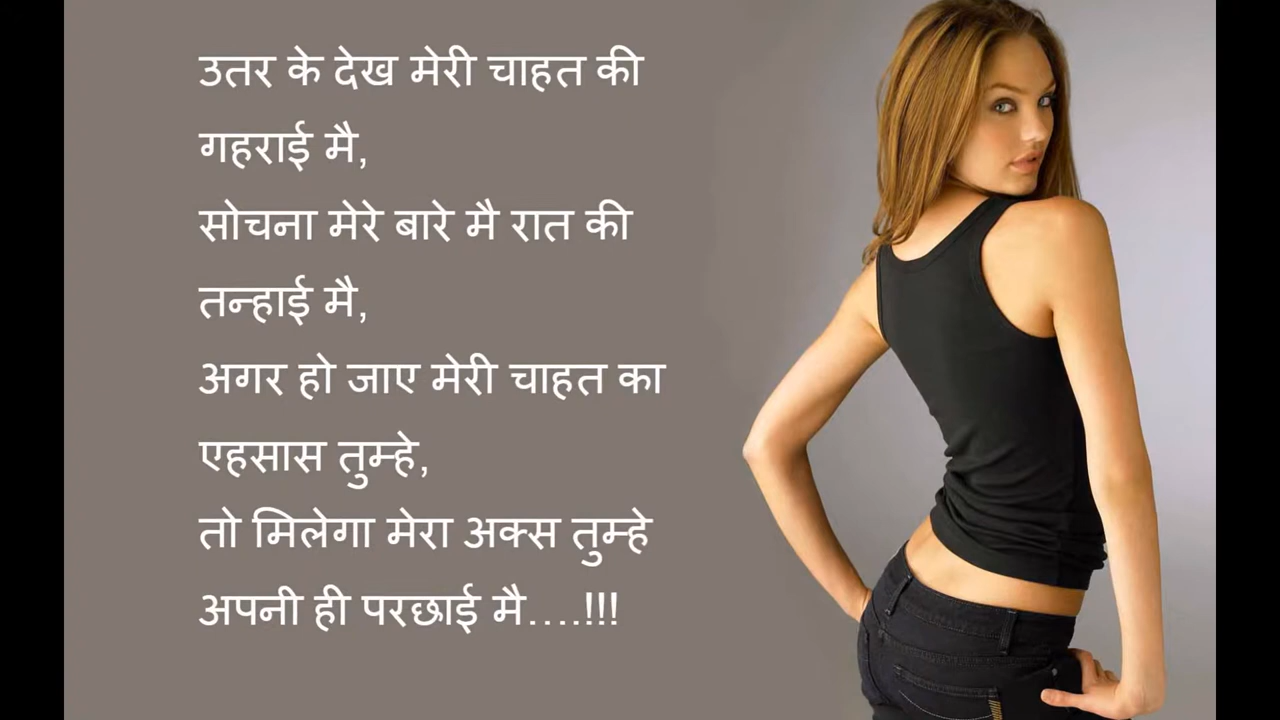 उतर के देख मेरी चाहत की
गहराई मै,
सोचना मेरे बारे मै रात की
तन्हाई मै,
अगर हो जाए मेरी चाहत का
एहसास तुम्हे,
तो मिलेगा मेरा अक्स तुम्हे
अपनी ही परछाई मै....!!!